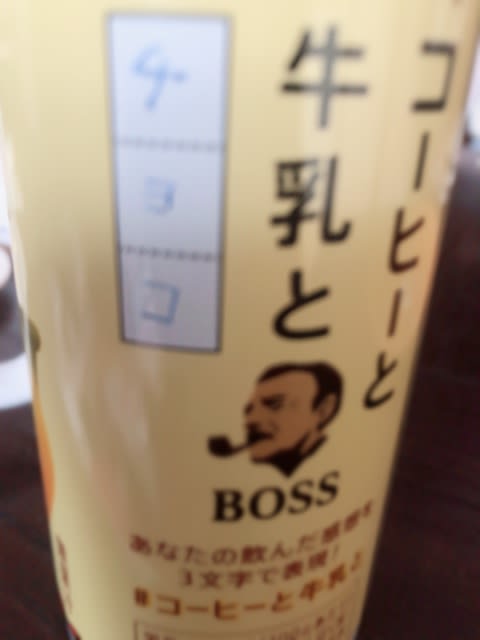 コーヒーと
牛乳と
チ
ョ
コ
BOSS
あなたの飲んだ感想を
3文字で表現!
#コーヒーと牛乳と